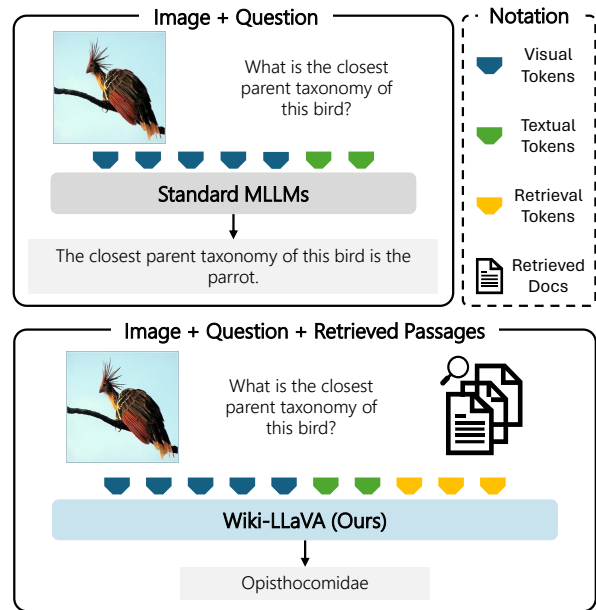 Image + Question
What is the closest
parent taxonomy of
this bird?
Standard MLLMs
The closest parent taxonomy of this bird is the
parrot.
Notation
Visual
Tokens
Textual
Tokens
Retrieval
Tokens
Retrieved
Docs
Image + Question + Retrieved Passages
What is the closest
parent taxonomy of
this bird?
Wiki-LLaVA (Ours)
Opisthocomidae